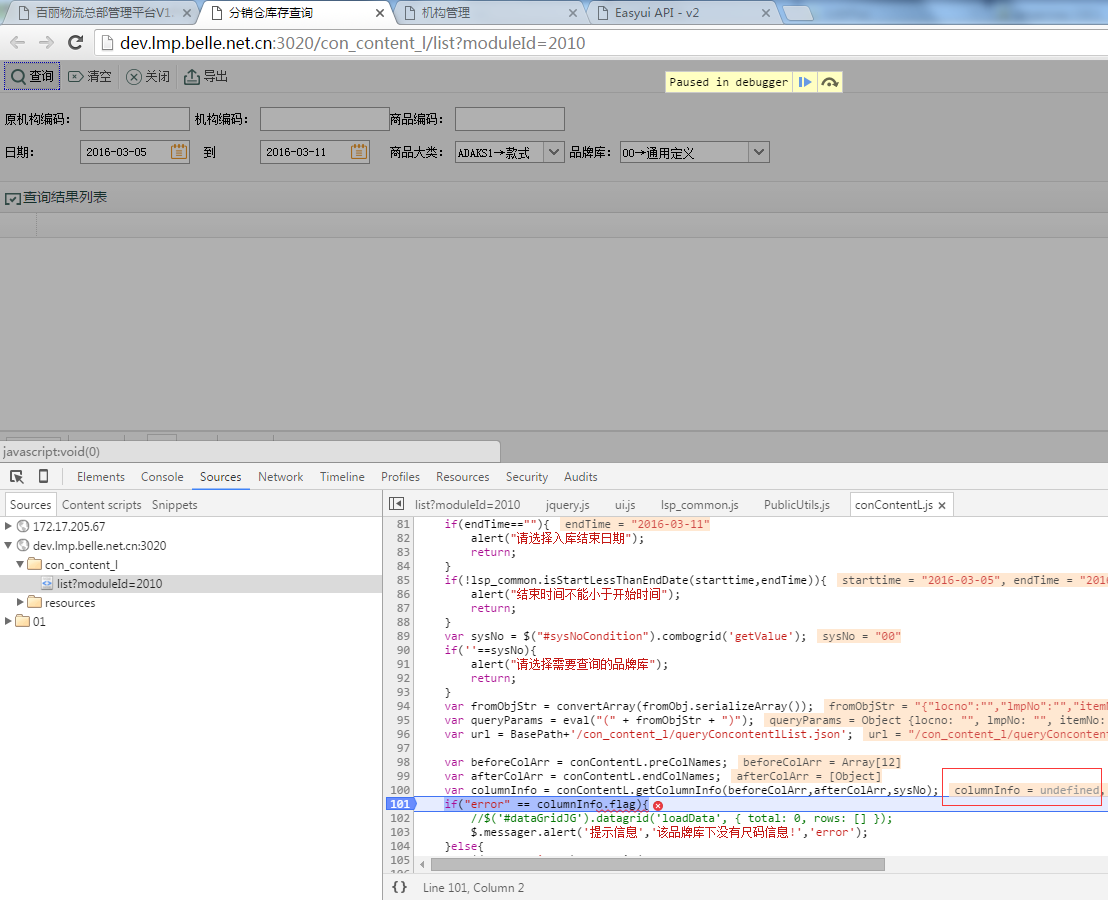 百丽物流总部管理平台V1. 分销仓库存查询 机构管理 Easyui API - v2
dev.lmp.belle.net.cn:3020/con_content_l/list?moduleId=2010
查询 清空 关闭 导出
Paused in debugger
原机构编码: 机构编码: 商品编码:
日期: 2016-03-05 到 2016-03-11 商品大类: ADAKS1→款式 品牌库: 00→通用定义
查询结果列表
javascript:void(0)
Elements Console Sources Network Timeline Profiles Resources Security Audits
Sources Content scripts Snippets
list?moduleId=2010 jquery.js ui.js lsp_common.js PublicUtils.js conContentL.js
172.17.205.67
dev.lmp.belle.net.cn:3020
con_content_l
list?moduleId=2010
resources
01
81 if(endTime==""){ endTime = "2016-03-11"
82 alert("请选择入库结束日期");
83 return;
84 }
85 if(!lsp_common.isStartLessThanEndDate(starttime,endTime)){ starttime = "2016-03-05", endTime = "201
86 alert("结束时间不能小于开始时间");
87 return;
88 }
89 var sysNo = $("#sysNoCondition").combogrid('getValue'); sysNo = "00"
90 if(''==sysNo){
91 alert("请选择需要查询的品牌库");
92 return;
93 }
94 var fromObjStr = convertArray(fromObj.serializeArray()); fromObjStr = "{"locno":"","lmpNo":"","item
95 var queryParams = eval("(" + fromObjStr + ")"); queryParams = Object {locno: "", lmpNo: "", itemNo:
96 var url = BasePath+'/con_content_l/queryConcontentlList.json'; url = "/con_content_l/queryConcontent
97
98 var beforeColArr = conContentL.preColNames; beforeColArr = Array[12]
99 var afterColArr = conContentL.endColNames; afterColArr = [Object]
100 var columnInfo = conContentL.getColumnInfo(beforeColArr,afterColArr,sysNo); columnInfo = undefined,
101 if("error" == columnInfo.flag){
102 //$('#dataGridJG').datagrid('loadData', { total: 0, rows: [] });
103 $.messager.alert('提示信息','该品牌库下没有尺码信息!','error');
104 }else{
105
{} Line 101, Column 2